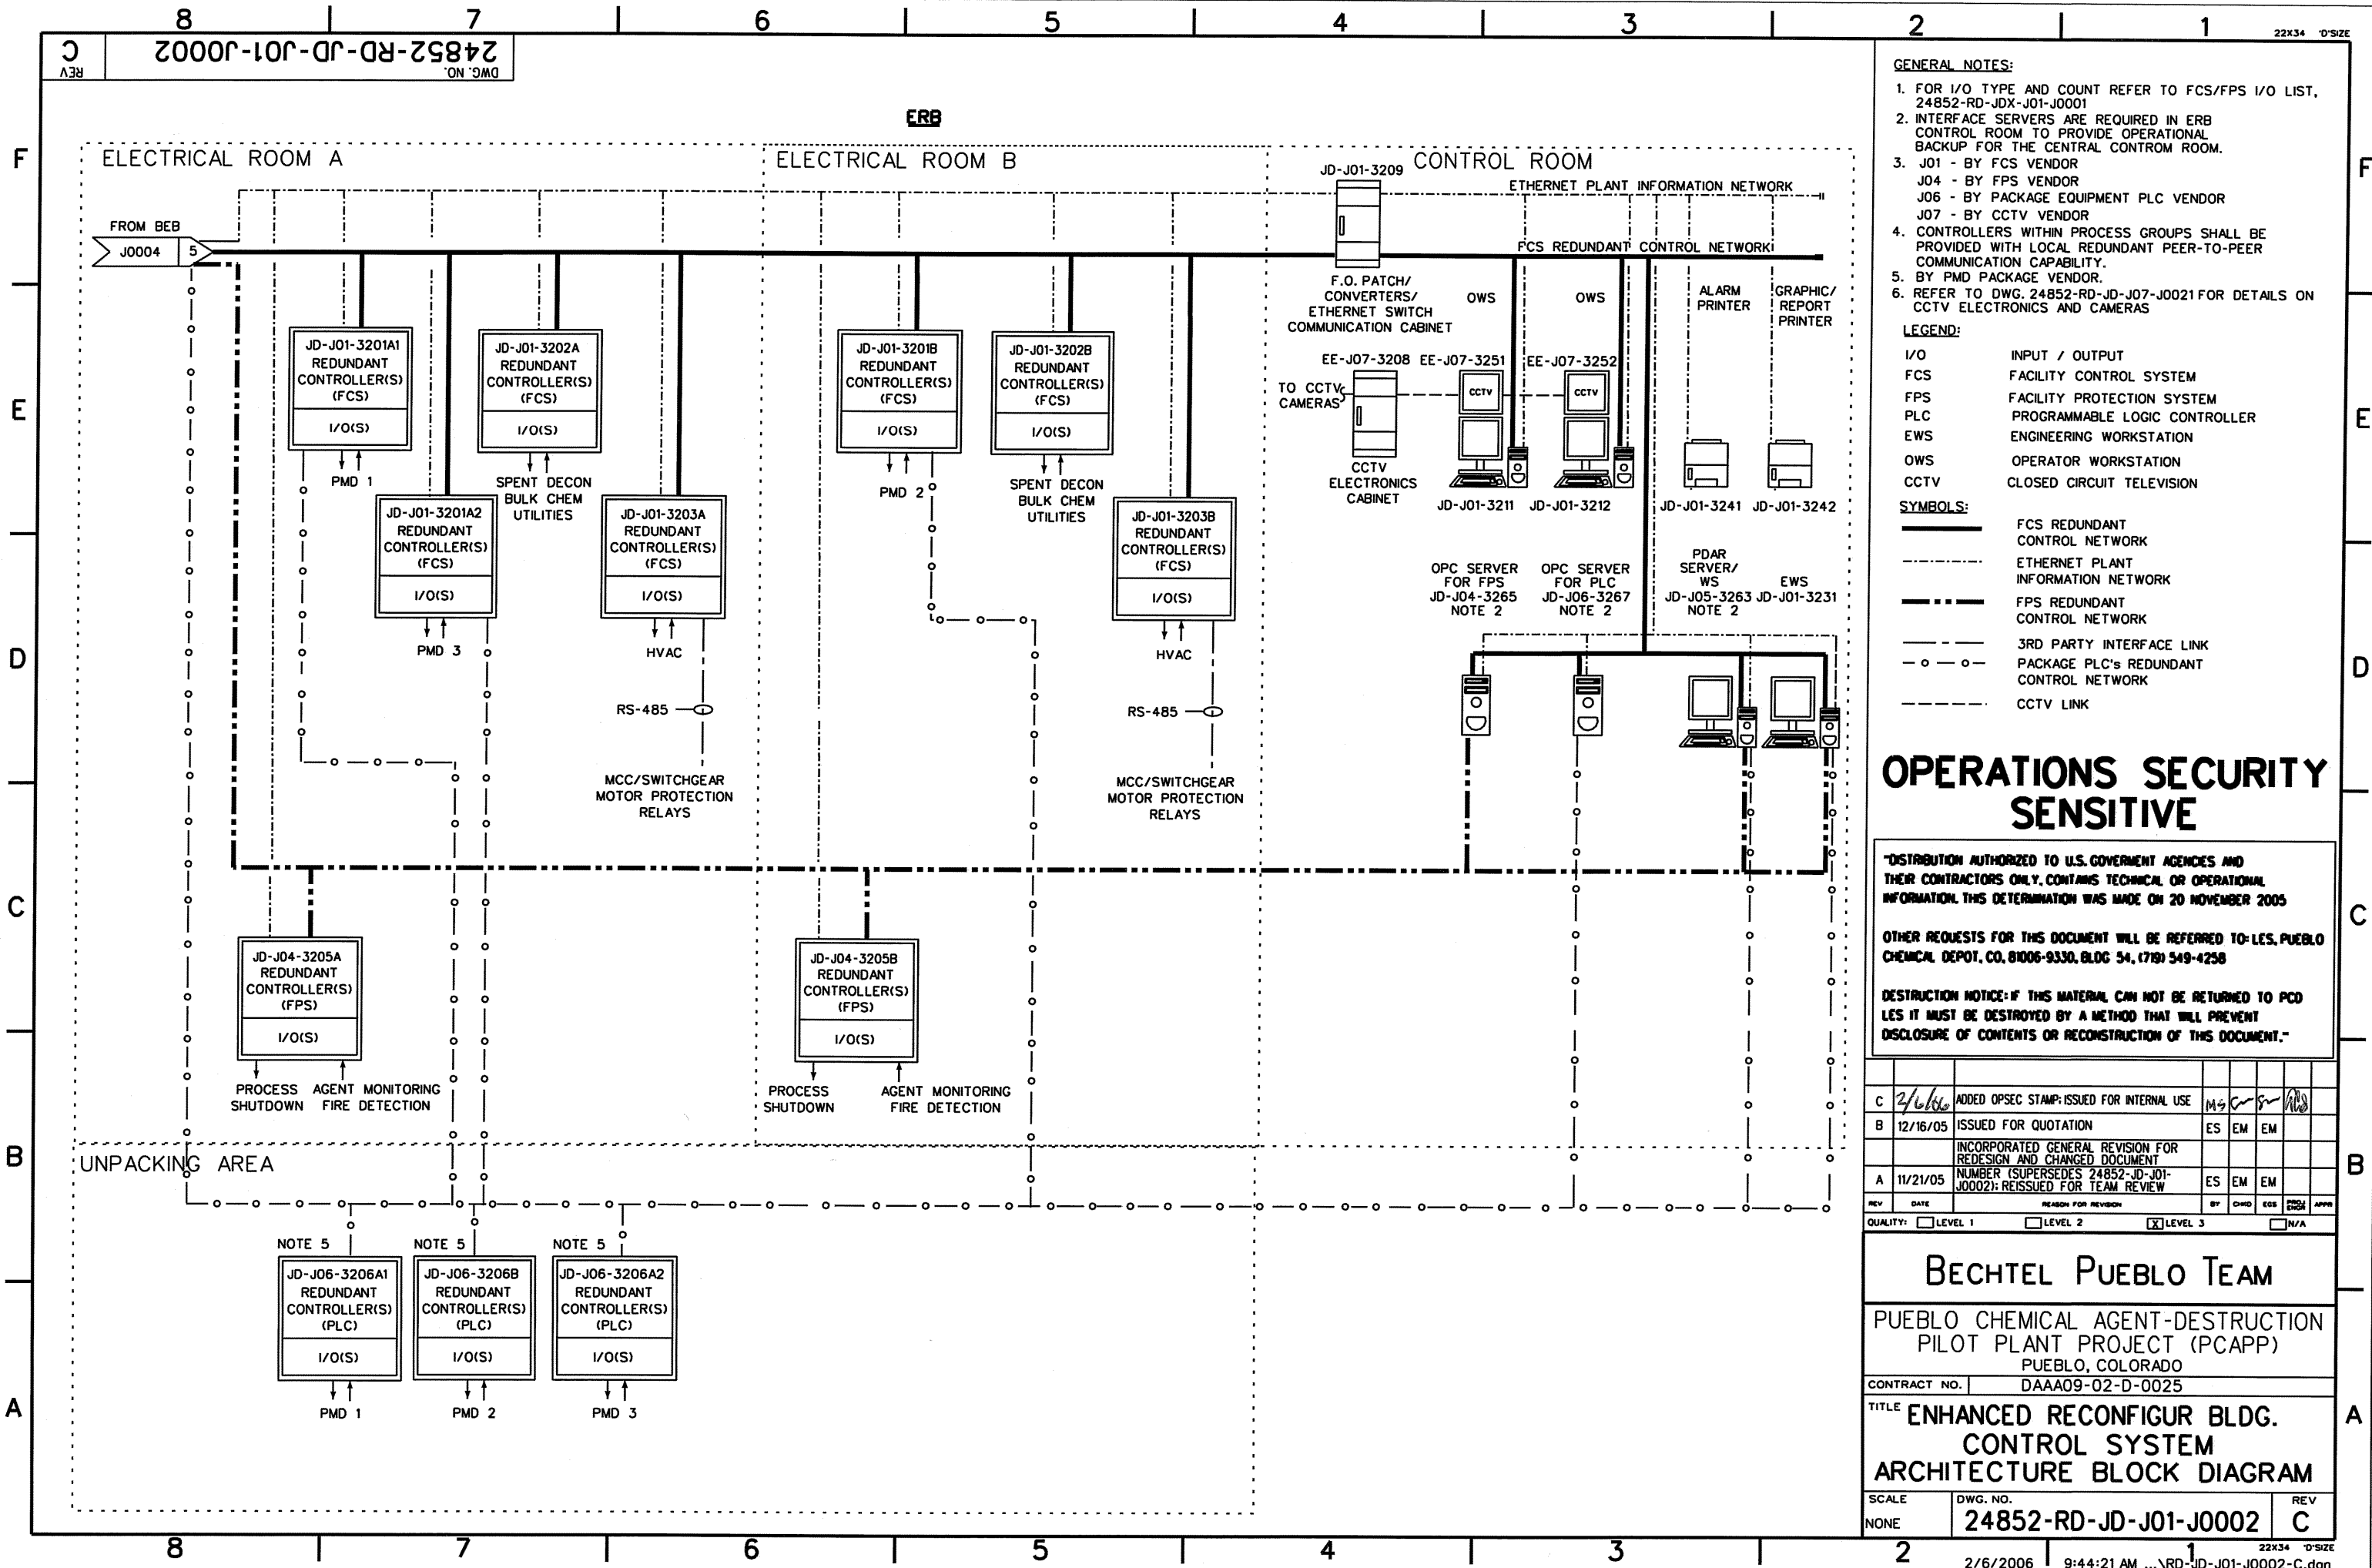 8 7 6 5 4 3 2 1
22X34 'D'SIZE
24852-RD-JD-J01-J0002
DWG. NO.
C
REV
ERB
F
F
E
E
D
D
C
C
B
B
A
A
ELECTRICAL ROOM A
ELECTRICAL ROOM B
CONTROL ROOM
JD-J01-3209
ETHERNET PLANT INFORMATION NETWORK
FROM BEB
J0004 5
FCS REDUNDANT CONTROL NETWORK
F.O. PATCH/
CONVERTERS/
ETHERNET SWITCH
COMMUNICATION CABINET
OWS
OWS
ALARM
PRINTER
GRAPHIC/
REPORT
PRINTER
JD-J01-3201A1
REDUNDANT
CONTROLLER(S)
(FCS)
I/O(S)
PMD 1
JD-J01-3202A
REDUNDANT
CONTROLLER(S)
(FCS)
I/O(S)
SPENT DECON
BULK CHEM
UTILITIES
JD-J01-3201B
REDUNDANT
CONTROLLER(S)
(FCS)
I/O(S)
PMD 2
JD-J01-3202B
REDUNDANT
CONTROLLER(S)
(FCS)
I/O(S)
SPENT DECON
BULK CHEM
UTILITIES
EE-J07-3208
EE-J07-3251
EE-J07-3252
TO CCTV
CAMERAS
CCTV
CCTV
CCTV
ELECTRONICS
CABINET
JD-J01-3211
JD-J01-3212
JD-J01-3241
JD-J01-3242
JD-J01-3201A2
REDUNDANT
CONTROLLER(S)
(FCS)
I/O(S)
PMD 3
JD-J01-3203A
REDUNDANT
CONTROLLER(S)
(FCS)
I/O(S)
HVAC
RS-485
MCC/SWITCHGEAR
MOTOR PROTECTION
RELAYS
JD-J01-3203B
REDUNDANT
CONTROLLER(S)
(FCS)
I/O(S)
HVAC
RS-485
MCC/SWITCHGEAR
MOTOR PROTECTION
RELAYS
OPC SERVER
FOR FPS
JD-J04-3265
NOTE 2
OPC SERVER
FOR PLC
JD-J06-3267
NOTE 2
PDAR
SERVER/
WS
JD-J05-3263
NOTE 2
EWS
JD-J01-3231
JD-J04-3205A
REDUNDANT
CONTROLLER(S)
(FPS)
I/O(S)
PROCESS
SHUTDOWN
AGENT MONITORING
FIRE DETECTION
JD-J04-3205B
REDUNDANT
CONTROLLER(S)
(FPS)
I/O(S)
PROCESS
SHUTDOWN
AGENT MONITORING
FIRE DETECTION
UNPACKING AREA
NOTE 5
JD-J06-3206A1
REDUNDANT
CONTROLLER(S)
(PLC)
I/O(S)
PMD 1
NOTE 5
JD-J06-3206B
REDUNDANT
CONTROLLER(S)
(PLC)
I/O(S)
PMD 2
NOTE 5
JD-J06-3206A2
REDUNDANT
CONTROLLER(S)
(PLC)
I/O(S)
PMD 3
GENERAL NOTES:
1. FOR I/O TYPE AND COUNT REFER TO FCS/FPS I/O LIST,
24852-RD-JDX-J01-J0001
2. INTERFACE SERVERS ARE REQUIRED IN ERB
CONTROL ROOM TO PROVIDE OPERATIONAL
BACKUP FOR THE CENTRAL CONTROM ROOM.
3. J01 - BY FCS VENDOR
J04 - BY FPS VENDOR
J06 - BY PACKAGE EQUIPMENT PLC VENDOR
J07 - BY CCTV VENDOR
4. CONTROLLERS WITHIN PROCESS GROUPS SHALL BE
PROVIDED WITH LOCAL REDUNDANT PEER-TO-PEER
COMMUNICATION CAPABILITY.
5. BY PMD PACKAGE VENDOR.
6. REFER TO DWG. 24852-RD-JD-J07-J0021 FOR DETAILS ON
CCTV ELECTRONICS AND CAMERAS
LEGEND:
I/O INPUT / OUTPUT
FCS FACILITY CONTROL SYSTEM
FPS FACILITY PROTECTION SYSTEM
PLC PROGRAMMABLE LOGIC CONTROLLER
EWS ENGINEERING WORKSTATION
OWS OPERATOR WORKSTATION
CCTV CLOSED CIRCUIT TELEVISION
SYMBOLS:
FCS REDUNDANT
CONTROL NETWORK
ETHERNET PLANT
INFORMATION NETWORK
FPS REDUNDANT
CONTROL NETWORK
3RD PARTY INTERFACE LINK
PACKAGE PLC's REDUNDANT
CONTROL NETWORK
CCTV LINK
OPERATIONS SECURITY
SENSITIVE
"DISTRIBUTION AUTHORIZED TO U.S. GOVERMENT AGENCIES AND
THEIR CONTRACTORS ONLY, CONTAINS TECHNICAL OR OPERATIONAL
INFORMATION. THIS DETERMINATION WAS MADE ON 20 NOVEMBER 2005
OTHER REQUESTS FOR THIS DOCUMENT WILL BE REFERRED TO: LES, PUEBLO
CHEMICAL DEPOT, CO, 81006-9330, BLDG 54, (719) 549-4258
DESTRUCTION NOTICE: IF THIS MATERIAL CAN NOT BE RETURNED TO PCD
LES IT MUST BE DESTROYED BY A METHOD THAT WILL PREVENT
DISCLOSURE OF CONTENTS OR RECONSTRUCTION OF THIS DOCUMENT."
C 2/6/06 ADDED OPSEC STAMP; ISSUED FOR INTERNAL USE MS
B 12/16/05 ISSUED FOR QUOTATION ES EM EM
INCORPORATED GENERAL REVISION FOR
REDESIGN AND CHANGED DOCUMENT
A 11/21/05 NUMBER (SUPERSEDES 24852-JD-J01-
J0002); REISSUED FOR TEAM REVIEW ES EM EM
REV DATE REASON FOR REVISION BY CHKD EGS PROJ ENGR APPR
QUALITY: LEVEL 1 LEVEL 2 X LEVEL 3 N/A
BECHTEL PUEBLO TEAM
PUEBLO CHEMICAL AGENT-DESTRUCTION
PILOT PLANT PROJECT (PCAPP)
PUEBLO, COLORADO
CONTRACT NO. DAAA09-02-D-0025
TITLE ENHANCED RECONFIGUR BLDG.
CONTROL SYSTEM
ARCHITECTURE BLOCK DIAGRAM
SCALE
NONE
DWG. NO.
24852-RD-JD-J01-J0002
REV
C
8 7 6 5 4 3 2 1
22X34 'D'SIZE
2/6/2006 9:44:21 AM ...\RD-JD-J01-J0002-C.dgn